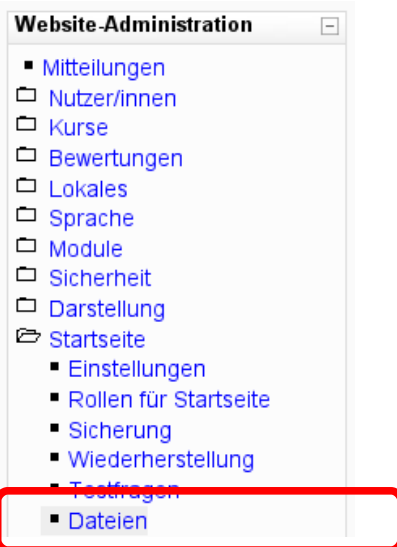 Website-Administration
Mitteilungen
Nutzer/innen
Kurse
Bewertungen
Lokales
Sprache
Module
Sicherheit
Darstellung
Startseite
Einstellungen
Rollen für Startseite
Sicherung
Wiederherstellung
Testfragen
Dateien